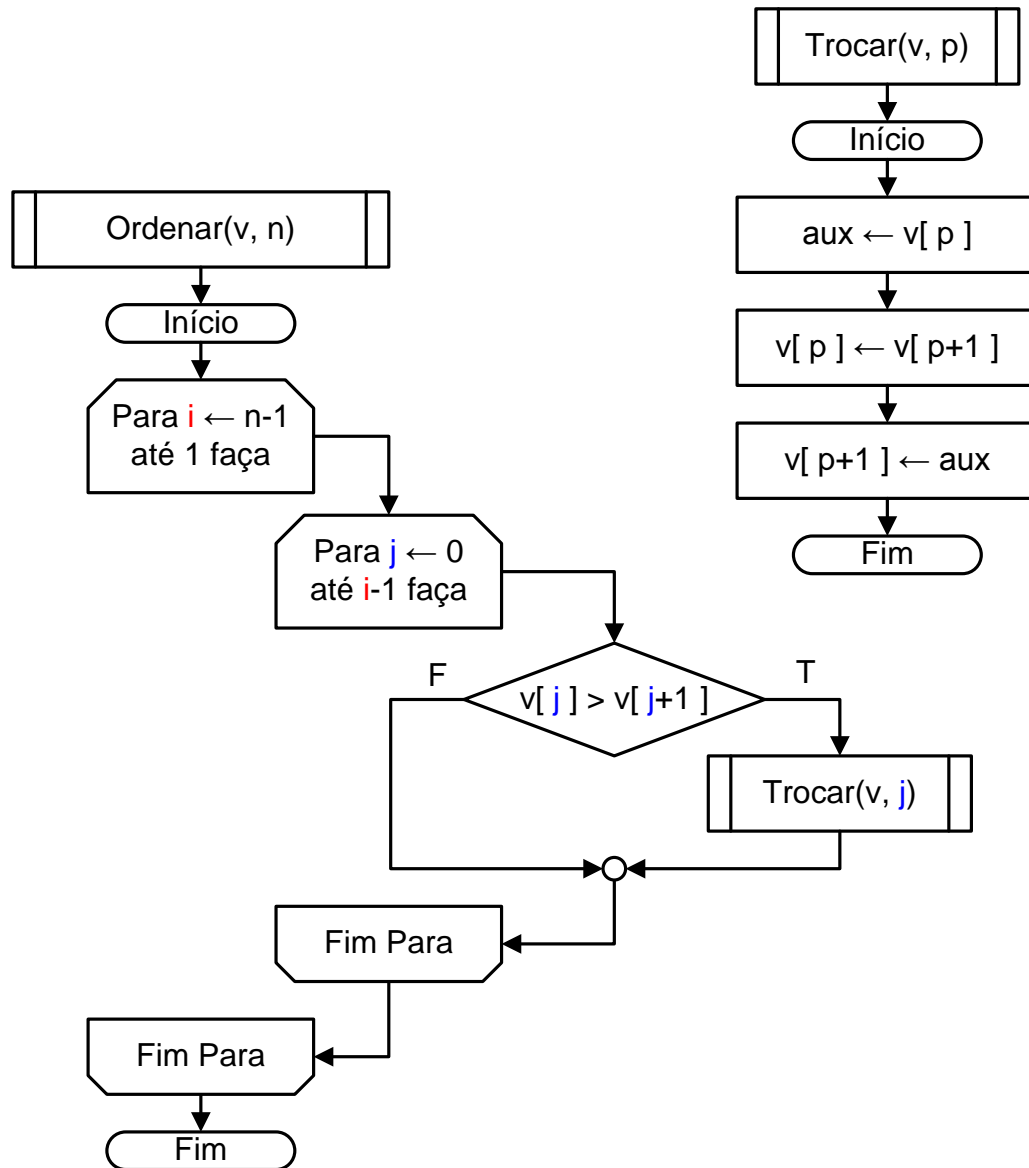 Trocar(v, p)
Início
aux ← v[ p ]
v[ p ] ← v[ p+1 ]
v[ p+1 ] ← aux
Fim
Ordenar(v, n)
Início
Para i ← n-1
até 1 faça
Para j ← 0
até i-1 faça
F
T
v[ j ] > v[ j+1 ]
Trocar(v, j)
Fim Para
Fim Para
Fim